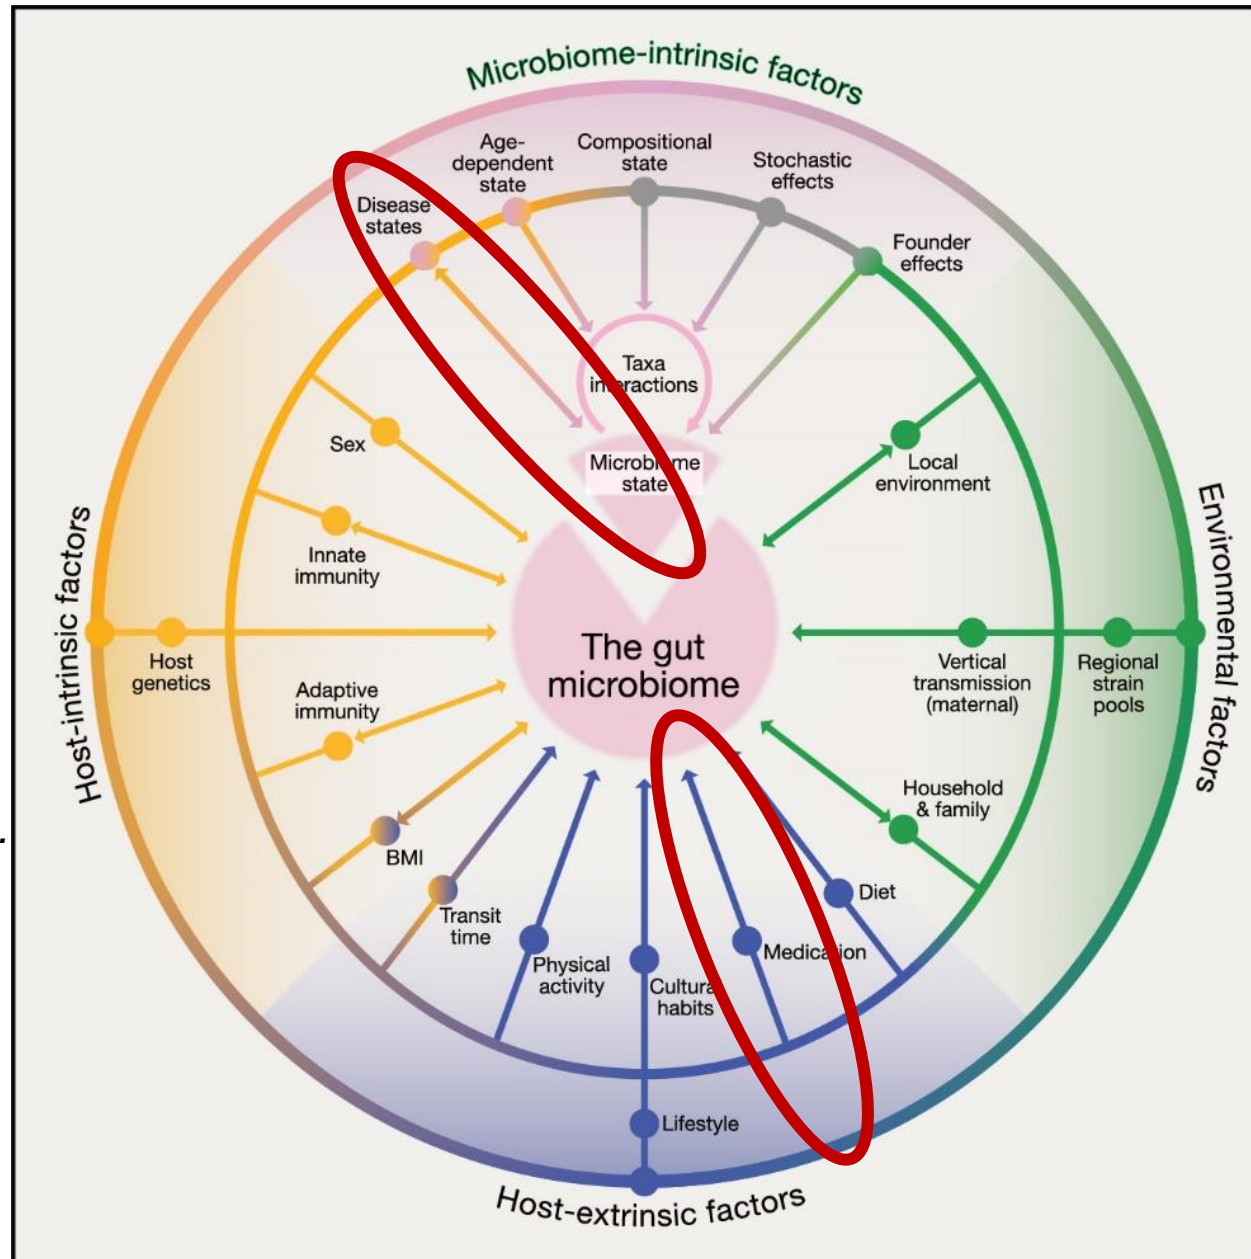 Microbiome-intrinsic factors
Age-
dependent
state
Compositional
state
Stochastic
effects
Disease
states
Founder
effects
Taxa
interactions
Microbiome
state
Sex
Local
environment
Innate
immunity
Host-intrinsic factors
Environmental factors
The gut
microbiome
Host
genetics
Vertical
transmission
(maternal)
Regional
strain
pools
Adaptive
immunity
Household
& family
BMI
Transit
time
Diet
Physical
activity
Medication
Cultural
habits
Lifestyle
Host-extrinsic factors